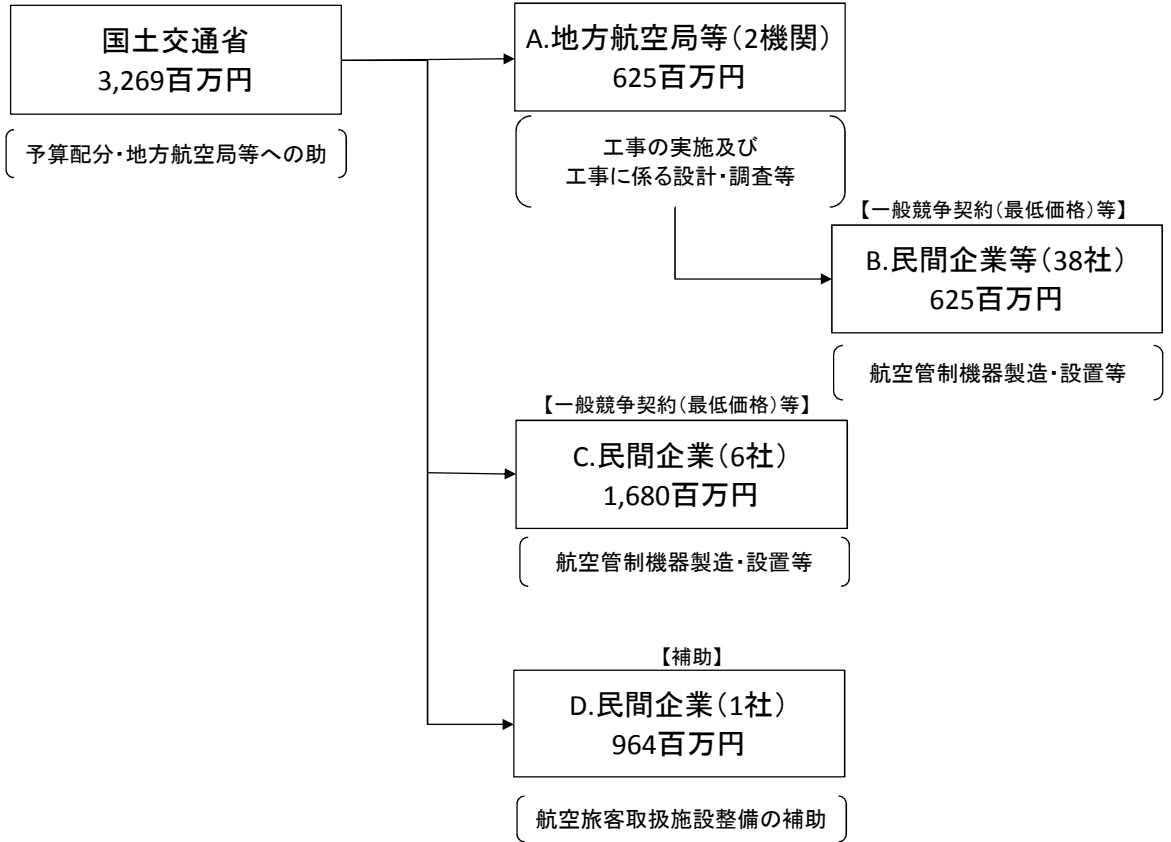 国土交通省
3,269百万円
予算配分・地方航空局等への助
A.地方航空局等(2機関)
625百万円
工事の実施及び
工事に係る設計・調査等
【一般競争契約(最低価格)等】
B.民間企業等(38社)
625百万円
航空管制機器製造・設置等
【一般競争契約(最低価格)等】
C.民間企業(6社)
1,680百万円
航空管制機器製造・設置等
【補助】
D.民間企業(1社)
964百万円
航空旅客取扱施設整備の補助